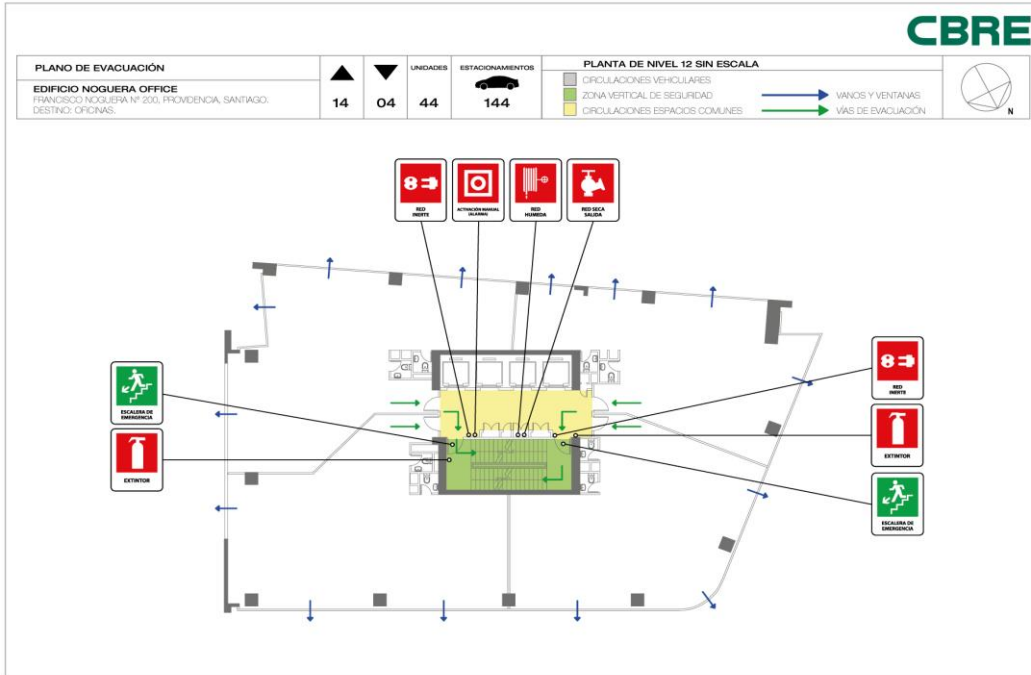 CBRE
PLANO DE EVACUACIÓN
EDIFICIO NOGUERA OFFICE
FRANCISCO NOGUERA N° 200, PROVIDENCIA, SANTIAGO.
DESTINO: OFICINAS.
14
04
UNIDADES
44
ESTACIONAMIENTOS
144
PLANTA DE NIVEL 12 SIN ESCALA
CIRCULACIONES VEHICULARES
ZONA VERTICAL DE SEGURIDAD
CIRCULACIONES ESPACIOS COMUNES
VANOS Y VENTANAS
VÍAS DE EVACUACIÓN
N
RED
INERTE
ACTIVACIÓN MANUAL
(ALARMA)
RED
HUMEDA
RED SECA
SALIDA
ESCALERA DE
EMERGENCIA
EXTINTOR
RED
INERTE
EXTINTOR
ESCALERA DE
EMERGENCIA